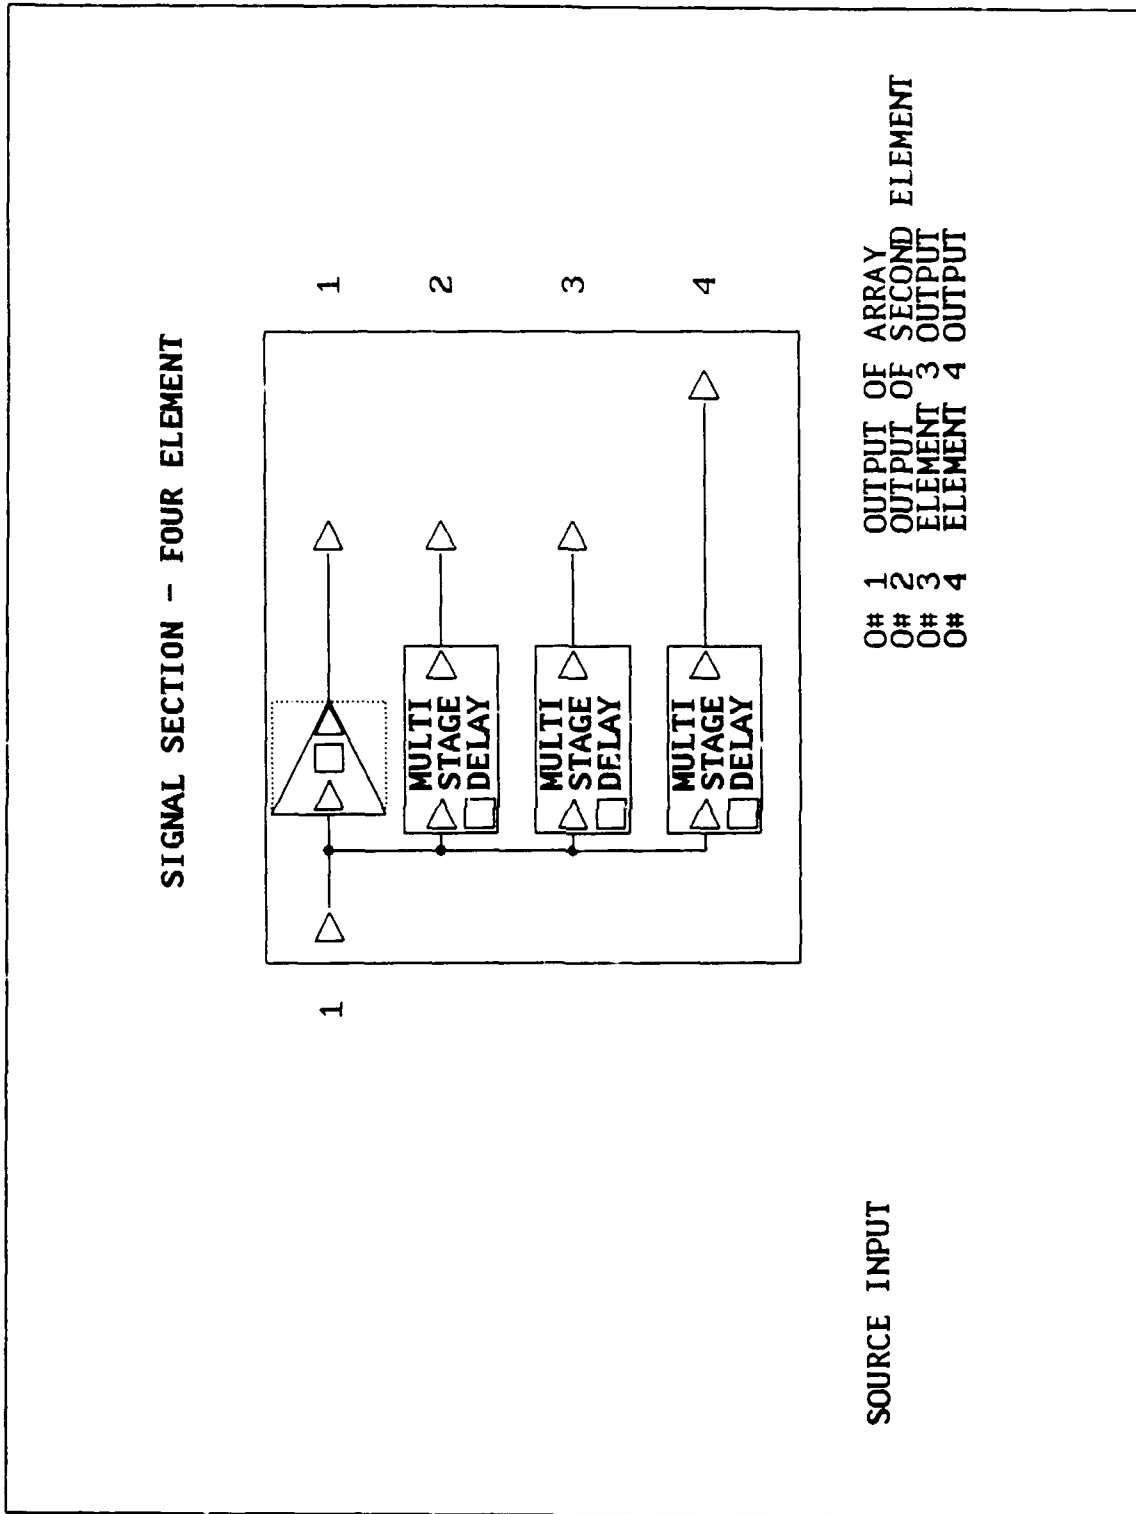 SIGNAL SECTION - FOUR ELEMENT
1
1
MULTI
STAGE
DELAY
2
MULTI
STAGE
DELAY
3
MULTI
STAGE
DELAY
4
SOURCE INPUT
O# 1 OUTPUT OF ARRAY
O# 2 OUTPUT OF SECOND ELEMENT
O# 3 ELEMENT 3 OUTPUT
O# 4 ELEMENT 4 OUTPUT